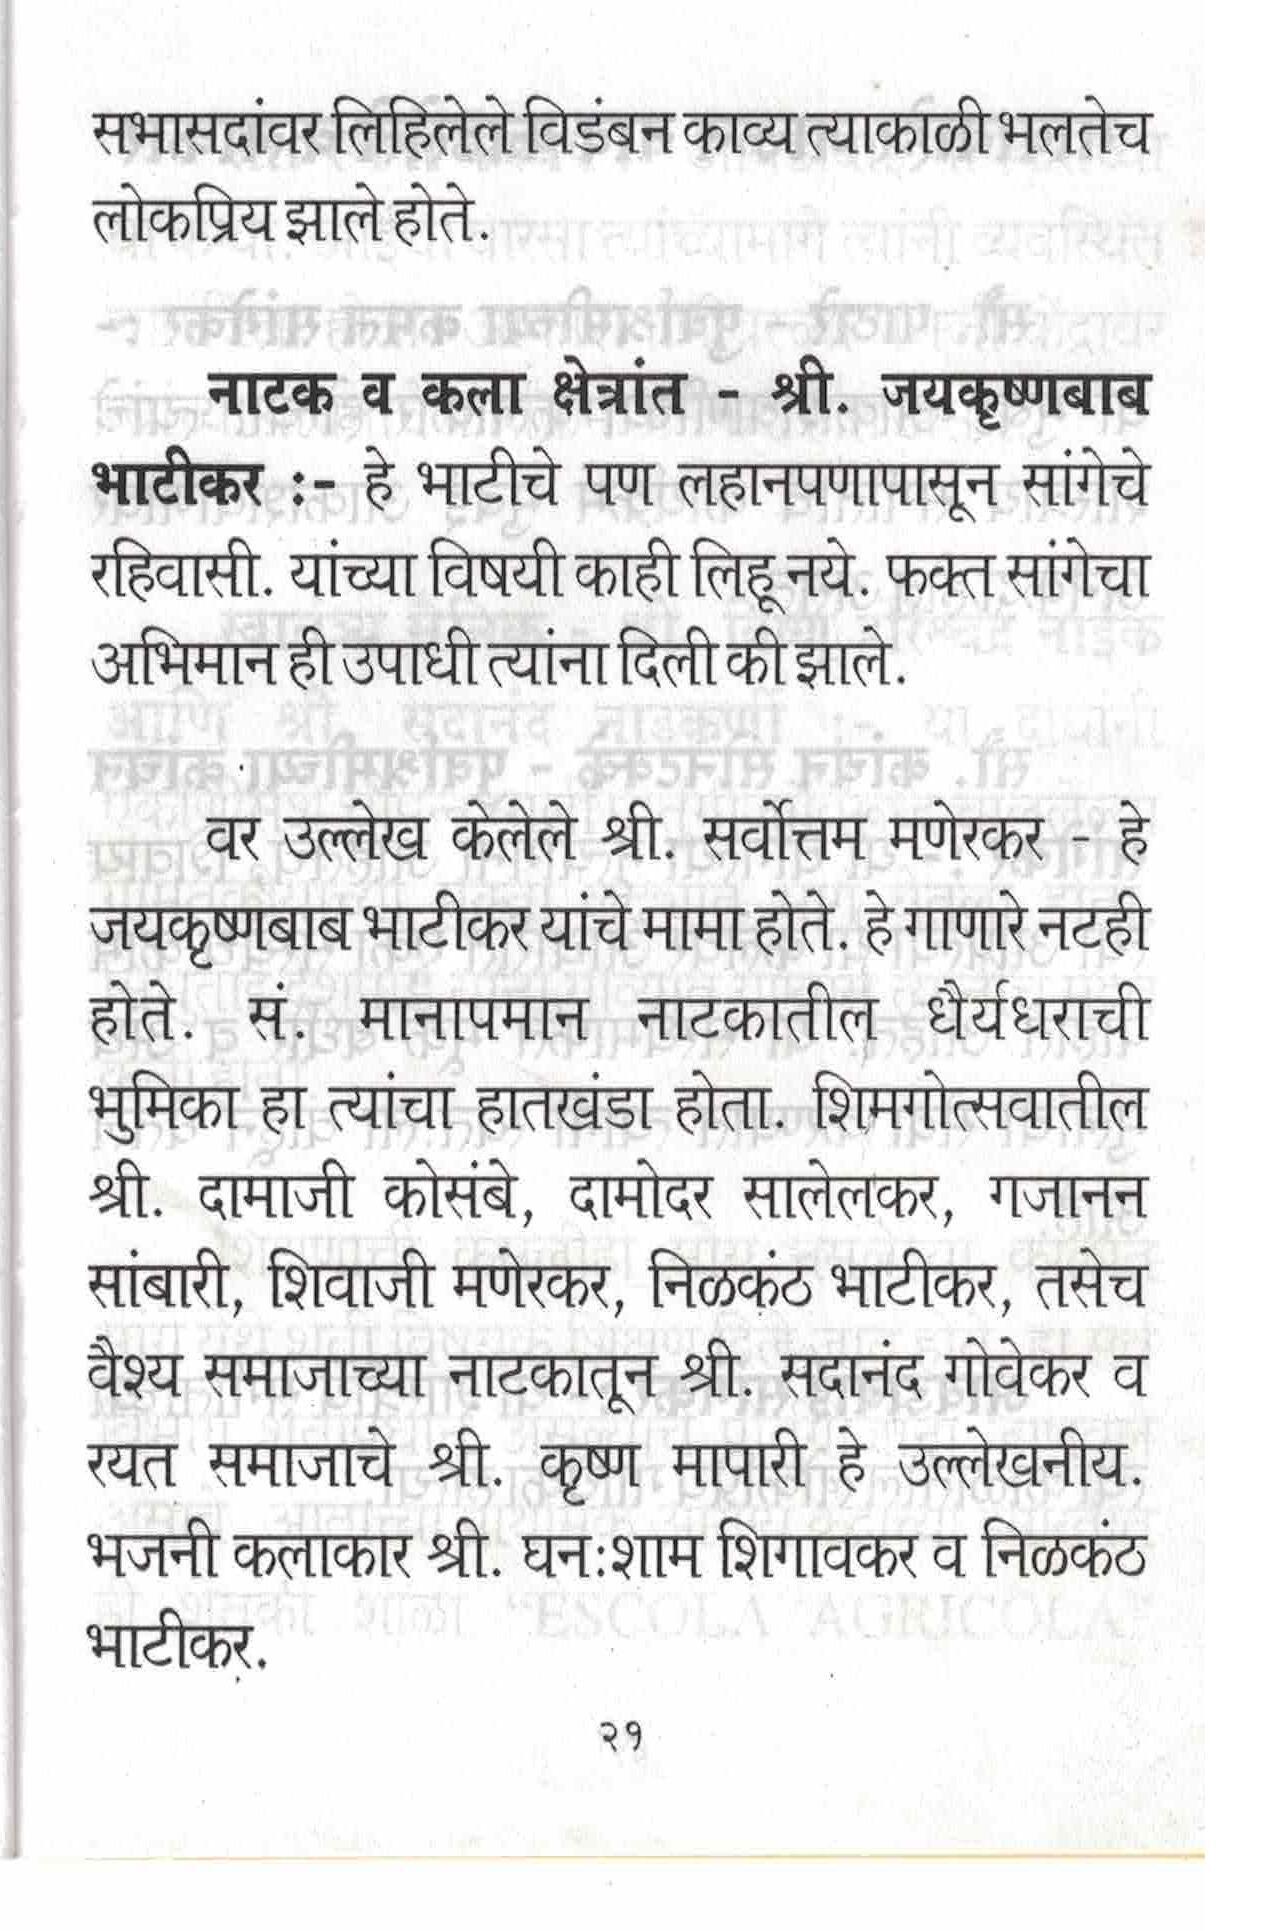 सभासदांवर लिहिलेले विडंबन काव्य त्याकाळी भलतेच
लोकप्रिय झाले होते.
नाटक व कला क्षेत्रांत - श्री. जयकृष्णबाब
भाटीकर :- हे भाटीचे पण लहानपणापासून सांगेचे
रहिवासी. यांच्या विषयी काही लिहू नये. फक्त सांगेचा
अभिमान ही उपाधी त्यांना दिली की झाले.
वर उल्लेख केलेले श्री. सर्वोत्तम मणेरकर - हे
जयकृष्णबाब भाटीकर यांचे मामा होते. हे गाणारे नटही
होते. सं. मानापमान नाटकातील धैर्यधराची
भुमिका हा त्यांचा हातखंडा होता. शिमगोत्सवातील
श्री. दामाजी कोसंबे, दामोदर सालेलकर, गजानन
सांबारी, शिवाजी मणेरकर, निळकंठ भाटीकर, तसेच
वैश्य समाजाच्या नाटकातून श्री. सदानंद गोवेकर व
रयत समाजाचे श्री. कृष्ण मापारी हे उल्लेखनीय.
भजनी कलाकार श्री. घनःशाम शिगावकर व निळकंठ
भाटीकर.
२१